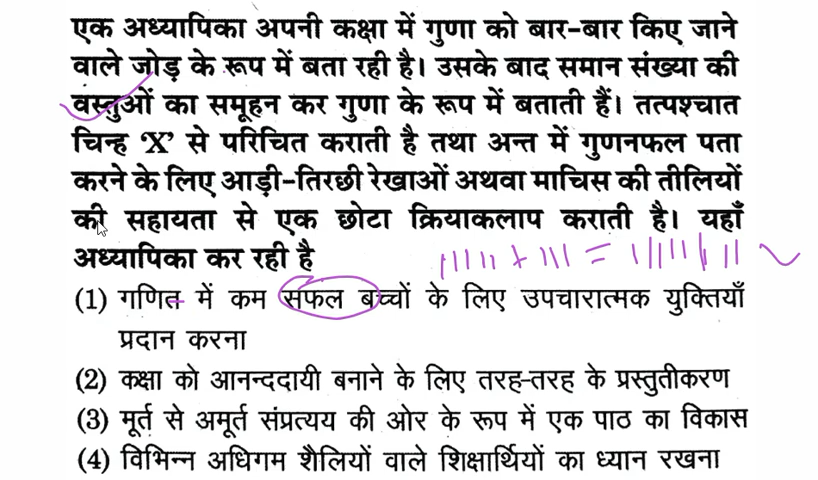 एक अध्यापिका अपनी कक्षा में गुणा को बार-बार किए जाने
वाले जोड़ के रूप में बता रही है। उसके बाद समान संख्या की
वस्तुओं का समूहन कर गुणा के रूप में बताती हैं। तत्पश्चात
चिन्ह ‘X’ से परिचित कराती है तथा अन्त में गुणनफल पता
करने के लिए आड़ी-तिरछी रेखाओं अथवा माचिस की तीलियों
की सहायता से एक छोटा क्रियाकलाप कराती है। यहाँ
अध्यापिका कर रही है
(1) गणित में कम सफल बच्चों के लिए उपचारात्मक युक्तियाँ
प्रदान करना
(2) कक्षा को आनन्ददायी बनाने के लिए तरह-तरह के प्रस्तुतीकरण
(3) मूर्त से अमूर्त संप्रत्यय की ओर के रूप में एक पाठ का विकास
(4) विभिन्न अधिगम शैलियों वाले शिक्षार्थियों का ध्यान रखना